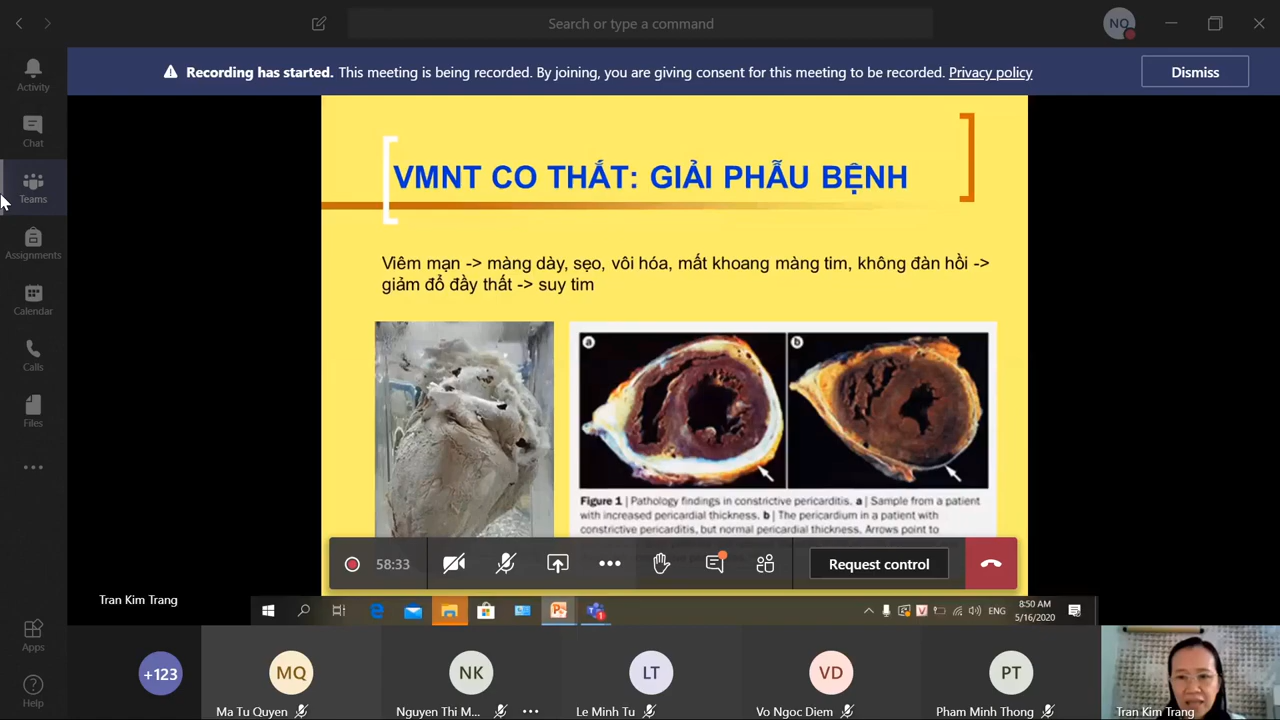 Search or type a command
NQ
Recording has started. This meeting is being recorded. By joining, you are giving consent for this meeting to be recorded. Privacy policy
Dismiss
Activity
Chat
Teams
Assignments
Calendar
Calls
Files
Apps
Help
VMNT CO THẮT: GIẢI PHẪU BỆNH
Viêm mạn -> màng dày, sẹo, vôi hóa, mất khoang màng tim, không đàn hồi ->
giảm đổ đầy thất -> suy tim
a
b
Figure 1 | Pathology findings in constrictive pericarditis. a | Sample from a patient
with increased pericardial thickness. b | The pericardium in a patient with
constrictive pericarditis, but normal pericardial thickness. Arrows point to
58:33
Request control
Tran Kim Trang
ENG
8:50 AM
5/16/2020
+123
MQ
NK
LT
VD
PT
Ma Tu Quyen
Nguyen Thi M...
Le Minh Tu
Vo Ngoc Diem
Pham Minh Thong
Tran Kim Trang